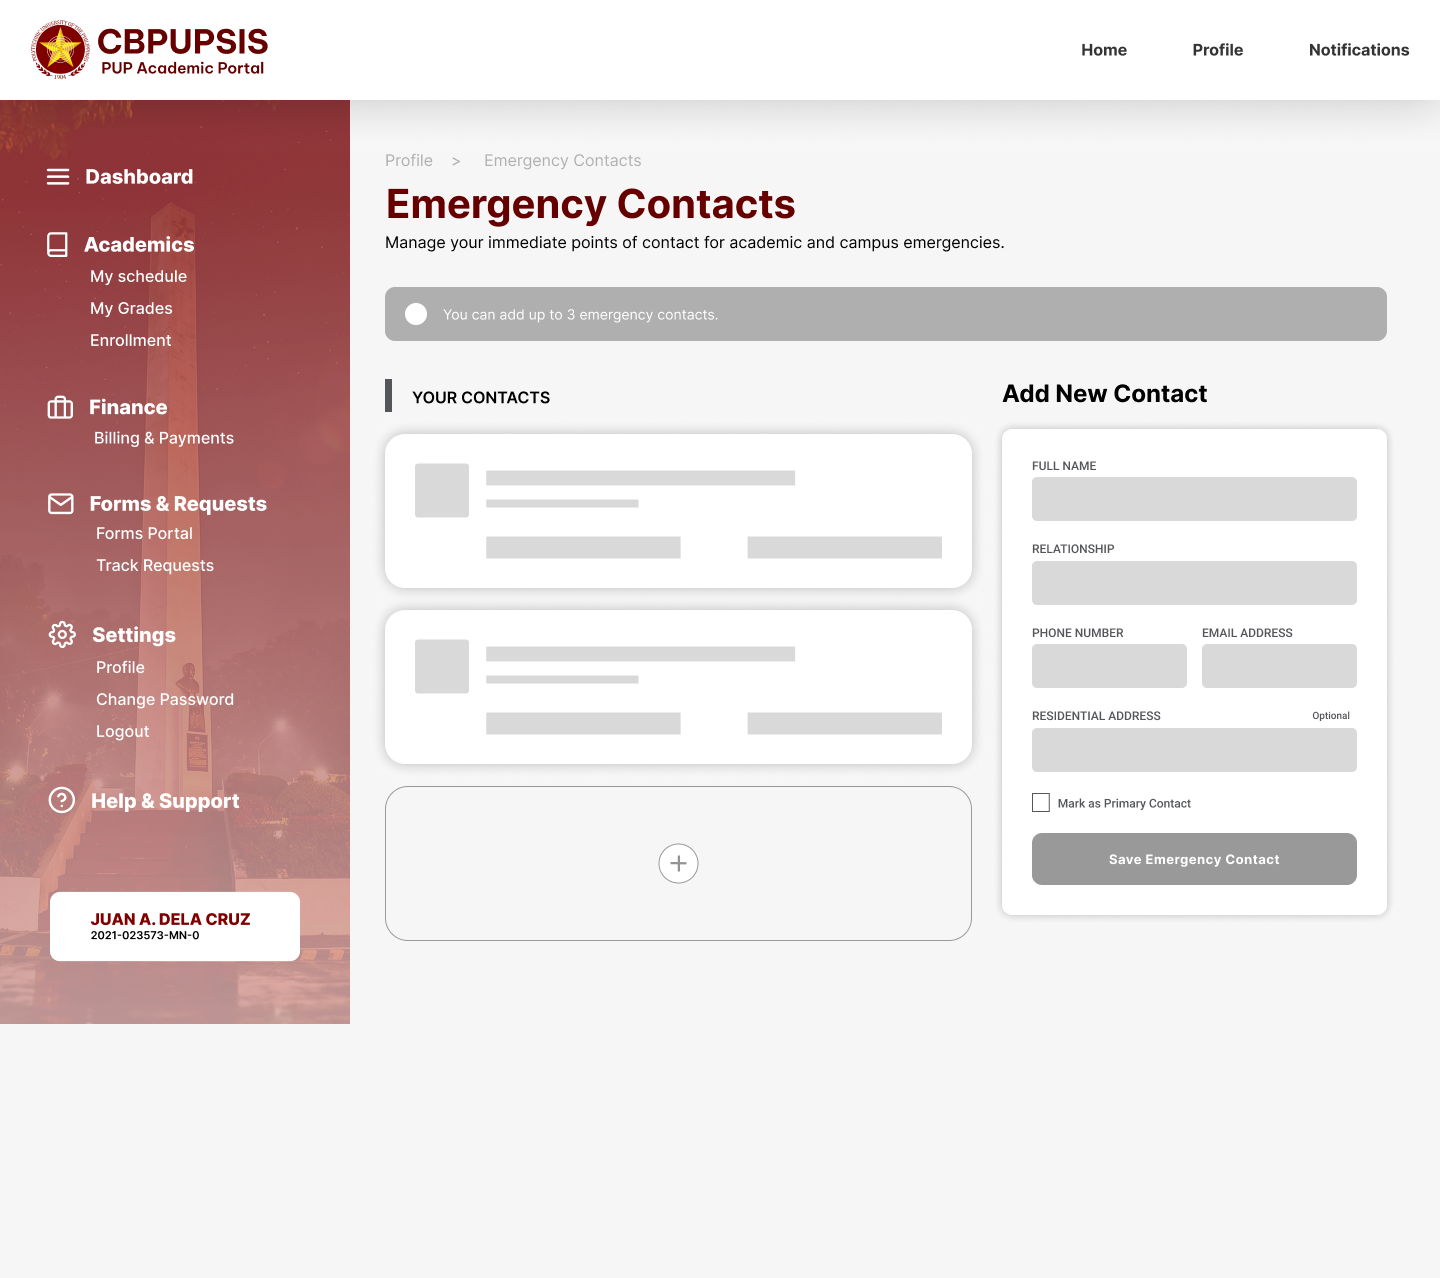 CBPUPSIS
PUP Academic Portal
1904
Home
Profile
Notifications
Dashboard
Academics
My schedule
My Grades
Enrollment
Finance
Billing & Payments
Forms & Requests
Forms Portal
Track Requests
Settings
Profile
Change Password
Logout
Help & Support
JUAN A. DELA CRUZ
2021-023573-MN-0
Profile > Emergency Contacts
Emergency Contacts
Manage your immediate points of contact for academic and campus emergencies.
You can add up to 3 emergency contacts.
YOUR CONTACTS
Add New Contact
FULL NAME
RELATIONSHIP
PHONE NUMBER
EMAIL ADDRESS
RESIDENTIAL ADDRESS
Optional
Mark as Primary Contact
Save Emergency Contact